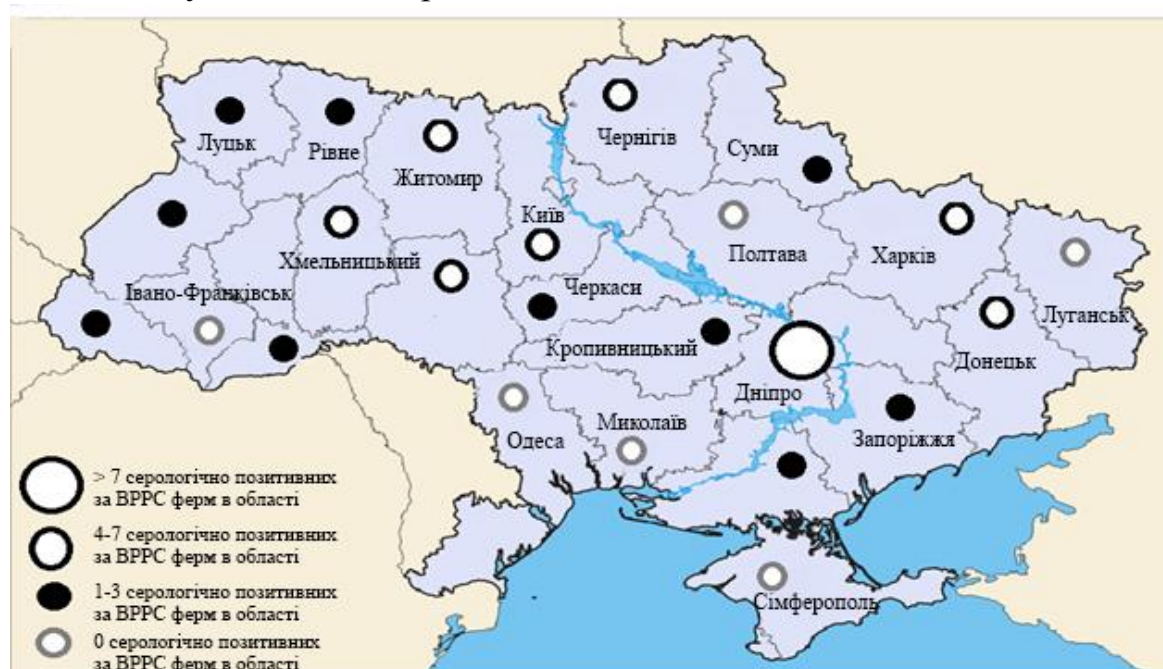 Чернігів
Суми
Луцьк
Рівне
Житомир
Київ
Полтава
Харків
Хмельницький
Івано-Франківськ
Черкаси
Луганськ
Кропивницький
Донецьк
Дніпро
Миколаїв
Одеса
Запоріжжя
Сімферополь
> 7 серологічно позитивних
за ВРРС ферм в області
4-7 серологічно позитивних
за ВРРС ферм в області
1-3 серологічно позитивних
за ВРРС ферм в області
0 серологічно позитивних
за ВРРС ферм в області